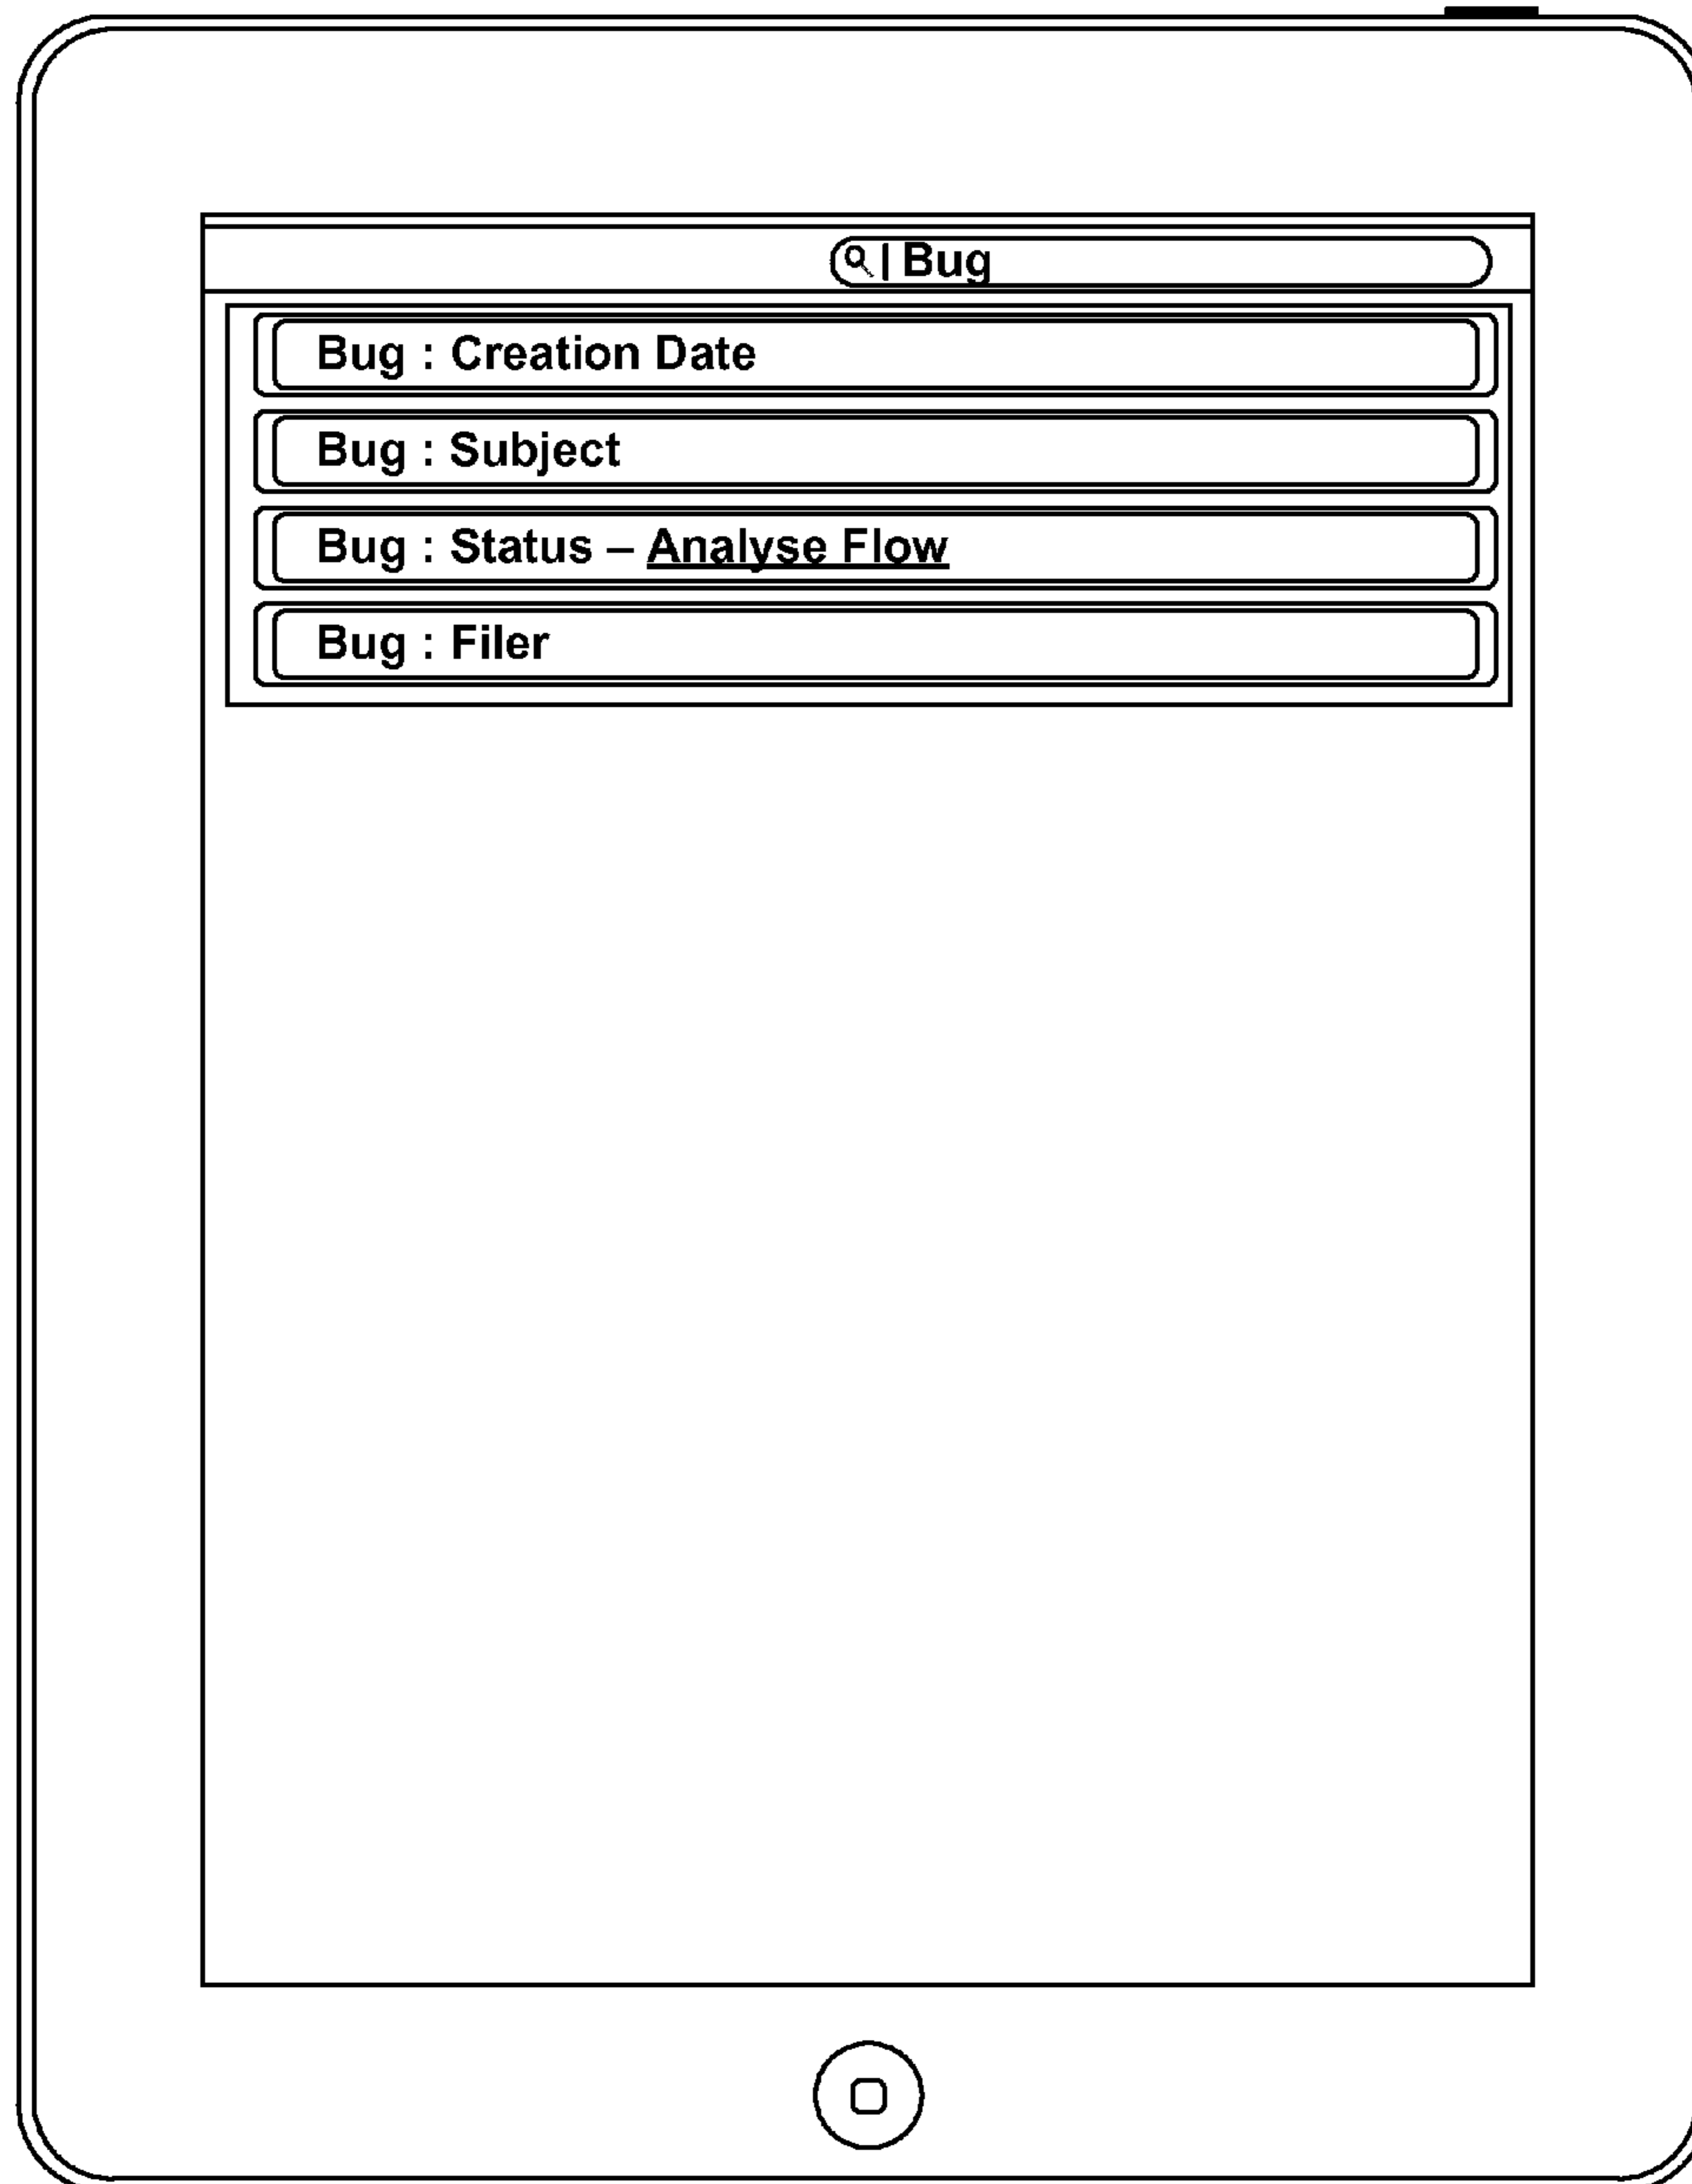 Bug
Bug : Creation Date
Bug : Subject
Bug : Status – Analyse Flow
Bug : Filer